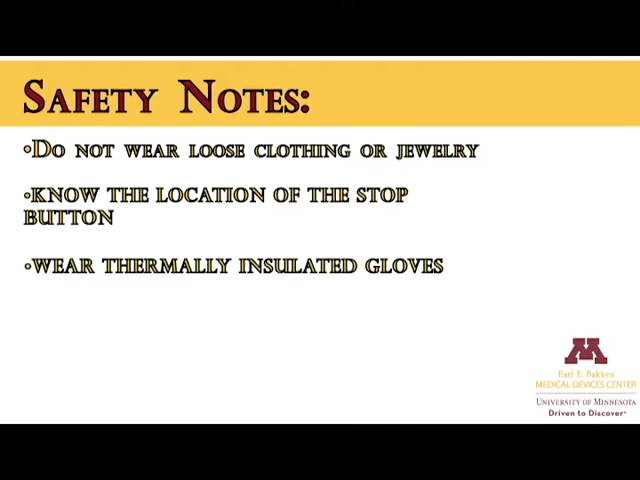 Safety Notes:
•Do not wear loose clothing or jewelry
•know the location of the stop
button
•wear thermally insulated gloves
M
Earl E. Bakken
MEDICAL DEVICES CENTER
University of Minnesota
Driven to Discover®